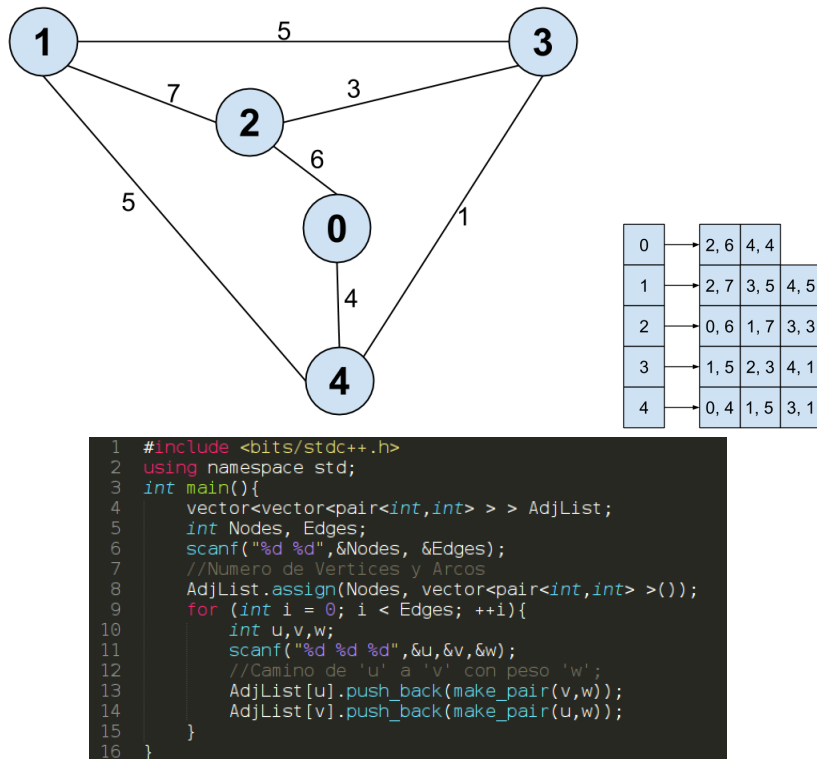 1 5 3
7 3
2
6
5 0 1
4
4
0 2, 6 4, 4
1 2, 7 3, 5 4, 5
2 0, 6 1, 7 3, 3
3 1, 5 2, 3 4, 1
4 0, 4 1, 5 3, 1
1 #include <bits/stdc++.h>
2 using namespace std;
3 int main(){
4 vector<vector<pair<int,int> > > AdjList;
5 int Nodes, Edges;
6 scanf("%d %d",&Nodes, &Edges);
7 //Numero de Vertices y Arcos
8 AdjList.assign(Nodes, vector<pair<int,int> >());
9 for (int i = 0; i < Edges; ++i){
10 int u,v,w;
11 scanf("%d %d %d",&u,&v,&w);
12 //Camino de 'u' a 'v' con peso 'w';
13 AdjList[u].push_back(make_pair(v,w));
14 AdjList[v].push_back(make_pair(u,w));
15 }
16 }